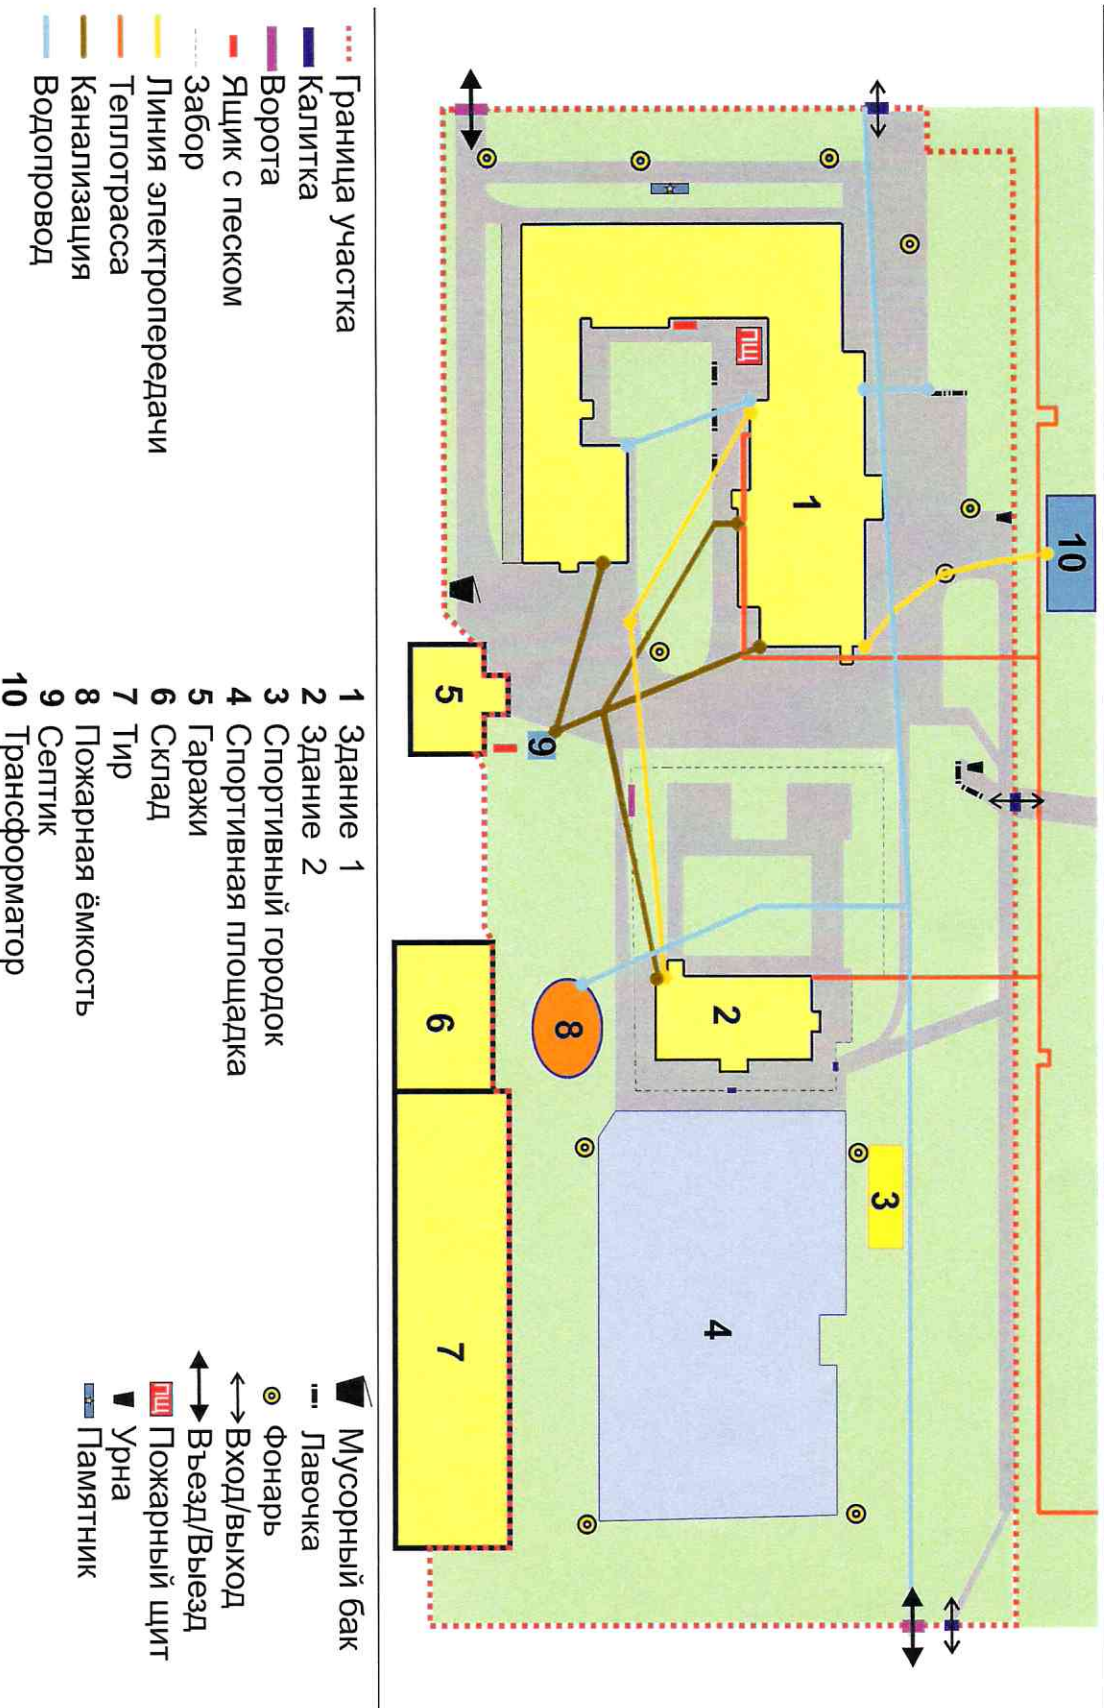 10
1
5
9
2
8
3
6
4
7
ПЩ
Граница участка
Калитка
Ворота
Ящик с песком
Забор
Линия электропередачи
Теплотрасса
Канализация
Водопровод
1 Здание 1
2 Здание 2
3 Спортивный городок
4 Спортивная площадка
5 Гаражи
6 Склад
7 Тир
8 Пожарная ёмкость
9 Септик
10 Трансформатор
Мусорный бак
Лавочка
Фонарь
Вход/выход
Въезд/Выезд
ПЩ Пожарный щит
Урна
Памятник